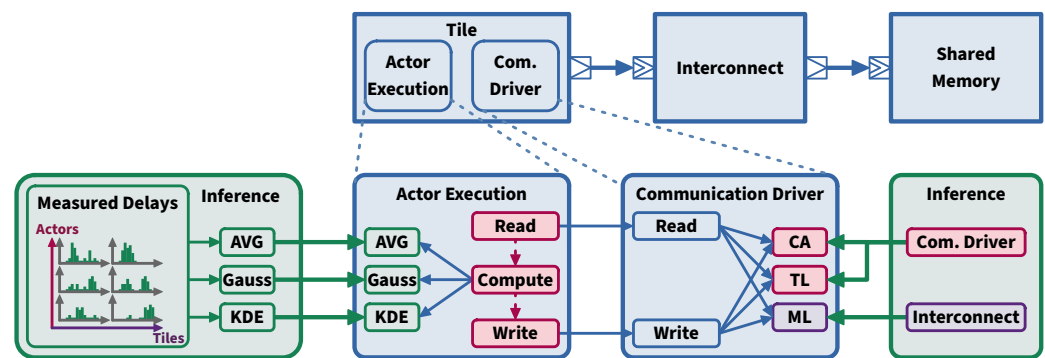 Tile
Actor
Execution
Com.
Driver
Interconnect
Shared
Memory
Measured Delays
Actors
Tiles
Inference
AVG
Gauss
KDE
Actor Execution
AVG
Gauss
KDE
Read
Compute
Write
Communication Driver
Read
Write
CA
TL
ML
Inference
Com. Driver
Interconnect